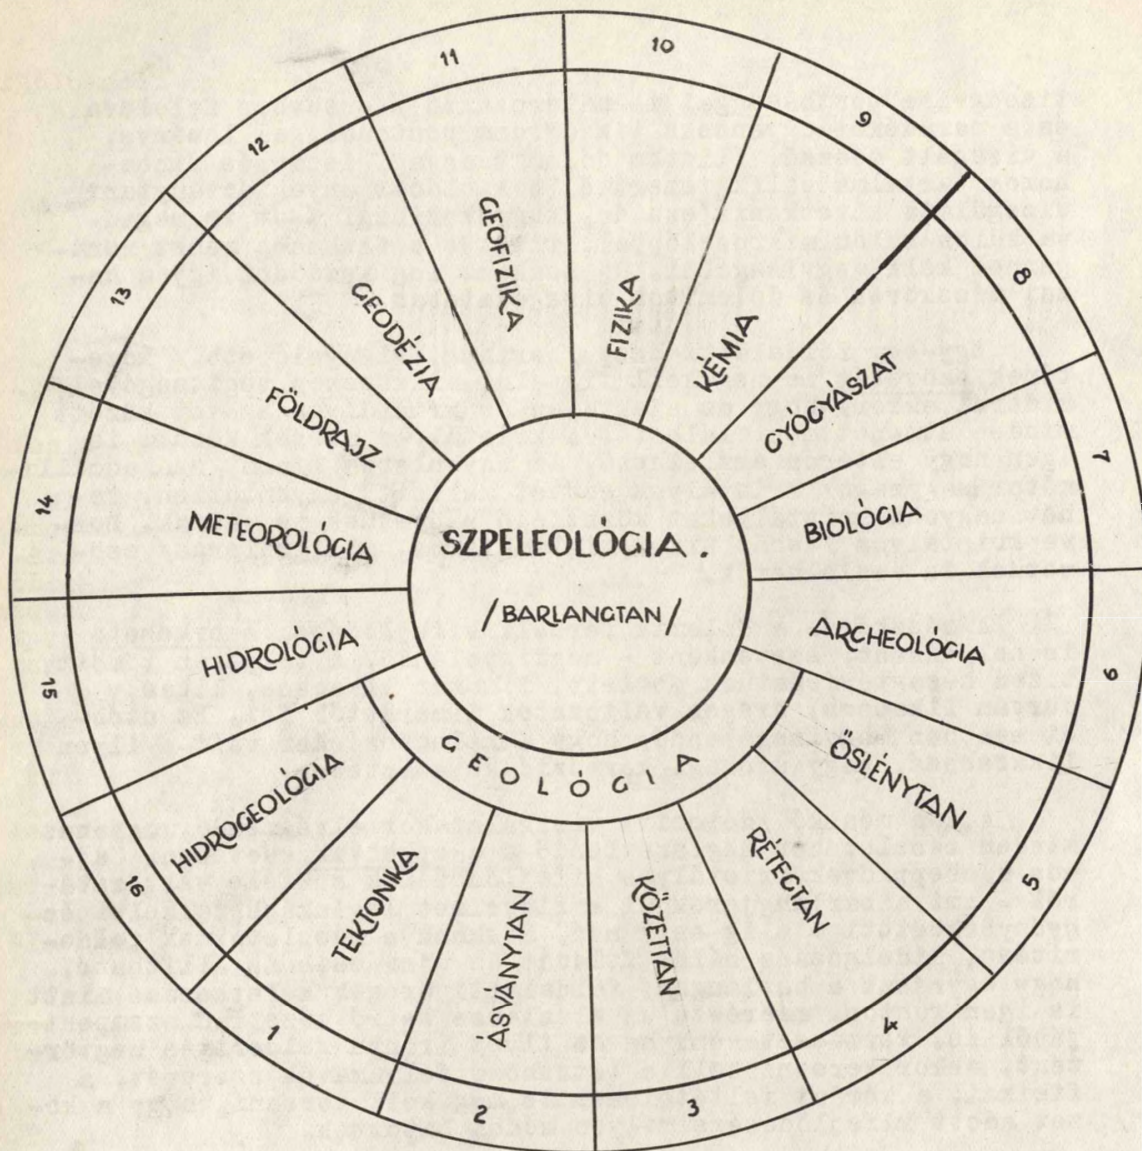 SZPELEOLÓGIA.
/BARLANGTAN/
GEOLÓGIA
1
TEKTONIKA
2
ÁSVÁNYTAN
3
KŐZETTAN
4
RÉTEGTAN
5
ŐSLÉNYTAN
6
ARCHEOLÓGIA
7
BIOLÓGIA
8
GYÓGYÁSZAT
9
KÉMIA
10
FIZIKA
11
GEOFIZIKA
12
GEODÉZIA
13
FÖLDRAJZ
14
METEOROLÓGIA
15
HIDROLÓGIA
16
HIDROGEOLÓGIA